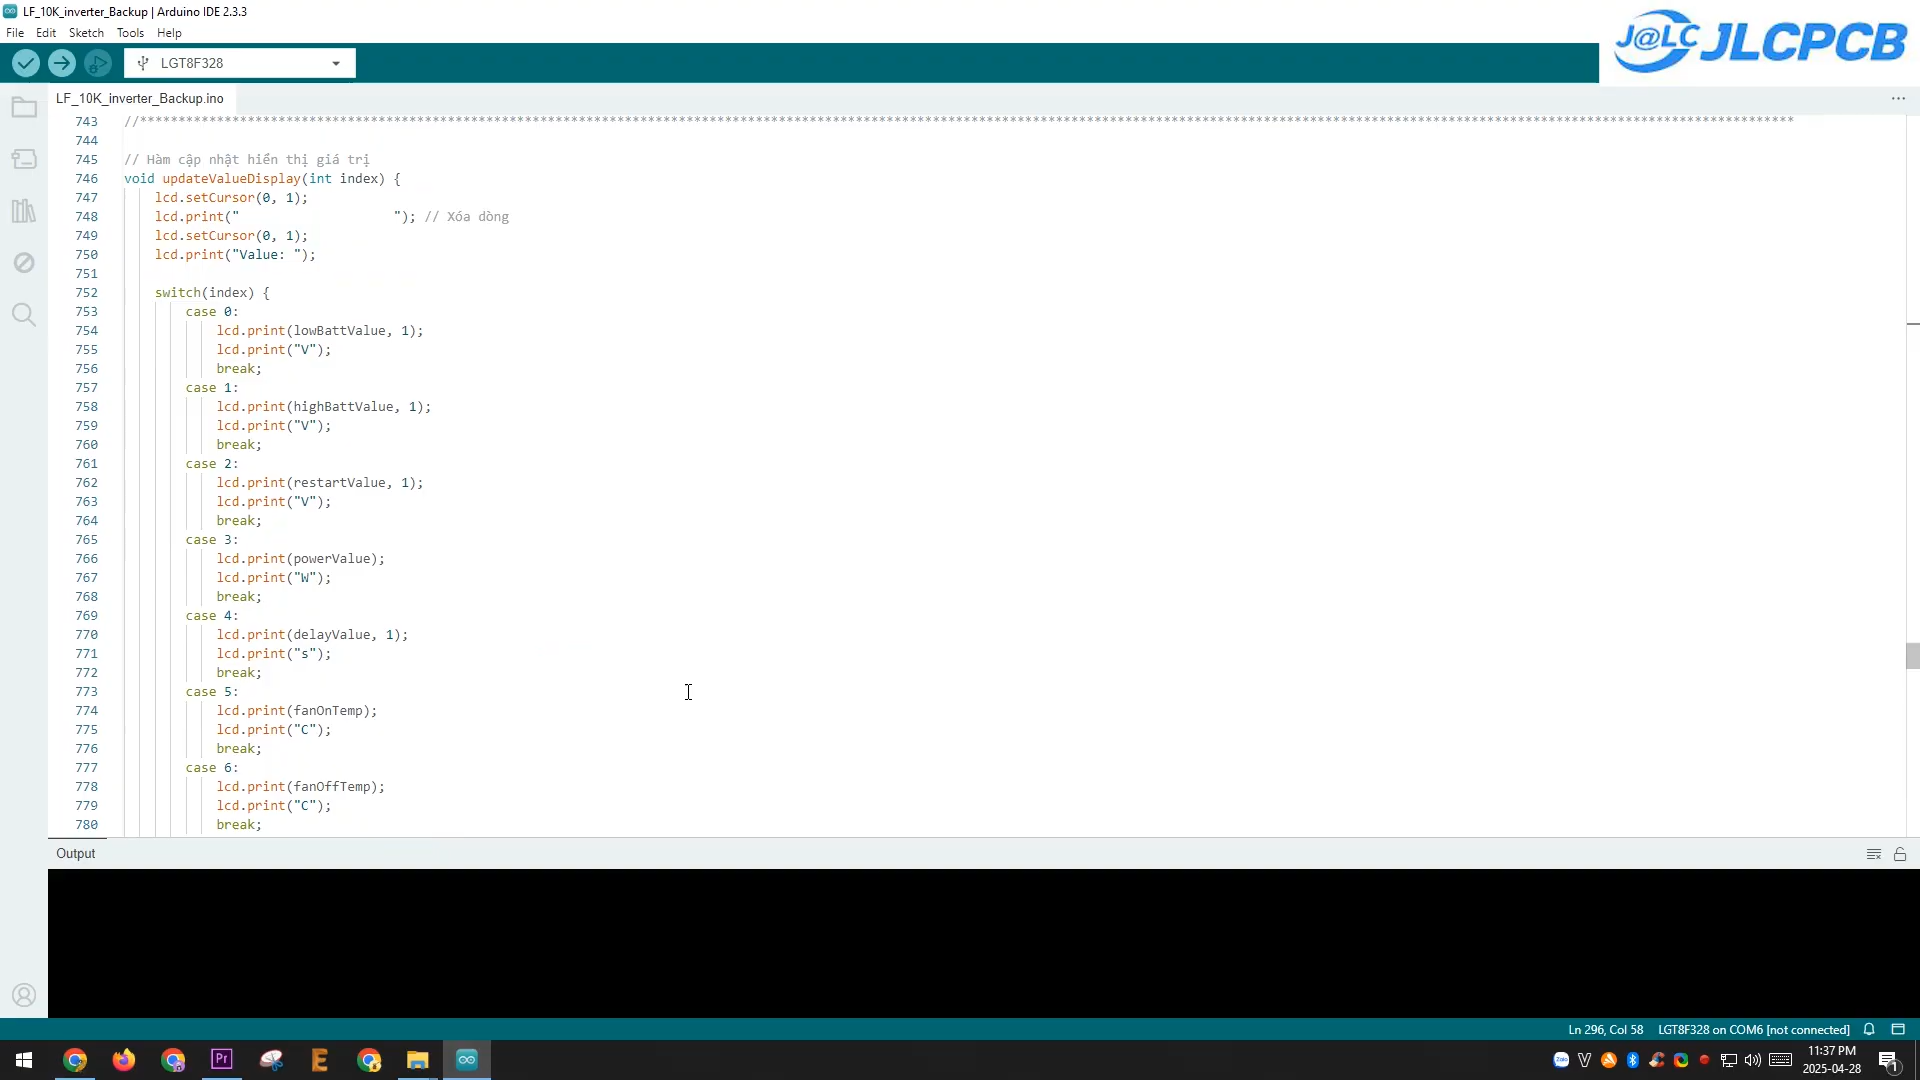 LF_10K_inverter_Backup | Arduino IDE 2.3.3
File Edit Sketch Tools Help
J@LC JLCPCB
LGT8F328
LF_10K_inverter_Backup.ino
743 //************************************************************************************************************************************************************************************************************************
744
745 // Hàm cập nhật hiển thị giá trị
746 void updateValueDisplay(int index) {
747 lcd.setCursor(0, 1);
748 lcd.print("                    "); // Xóa dòng
749 lcd.setCursor(0, 1);
750 lcd.print("Value: ");
751
752 switch(index) {
753 case 0:
754 lcd.print(lowBattValue, 1);
755 lcd.print("V");
756 break;
757 case 1:
758 lcd.print(highBattValue, 1);
759 lcd.print("V");
760 break;
761 case 2:
762 lcd.print(restartValue, 1);
763 lcd.print("V");
764 break;
765 case 3:
766 lcd.print(powerValue);
767 lcd.print("W");
768 break;
769 case 4:
770 lcd.print(delayValue, 1);
771 lcd.print("s");
772 break;
773 case 5:
774 lcd.print(fanOnTemp);
775 lcd.print("C");
776 break;
777 case 6:
778 lcd.print(fanOffTemp);
779 lcd.print("C");
780 break;
Output
Ln 296, Col 58 LGT8F328 on COM6 [not connected]
11:37 PM
2025-04-28